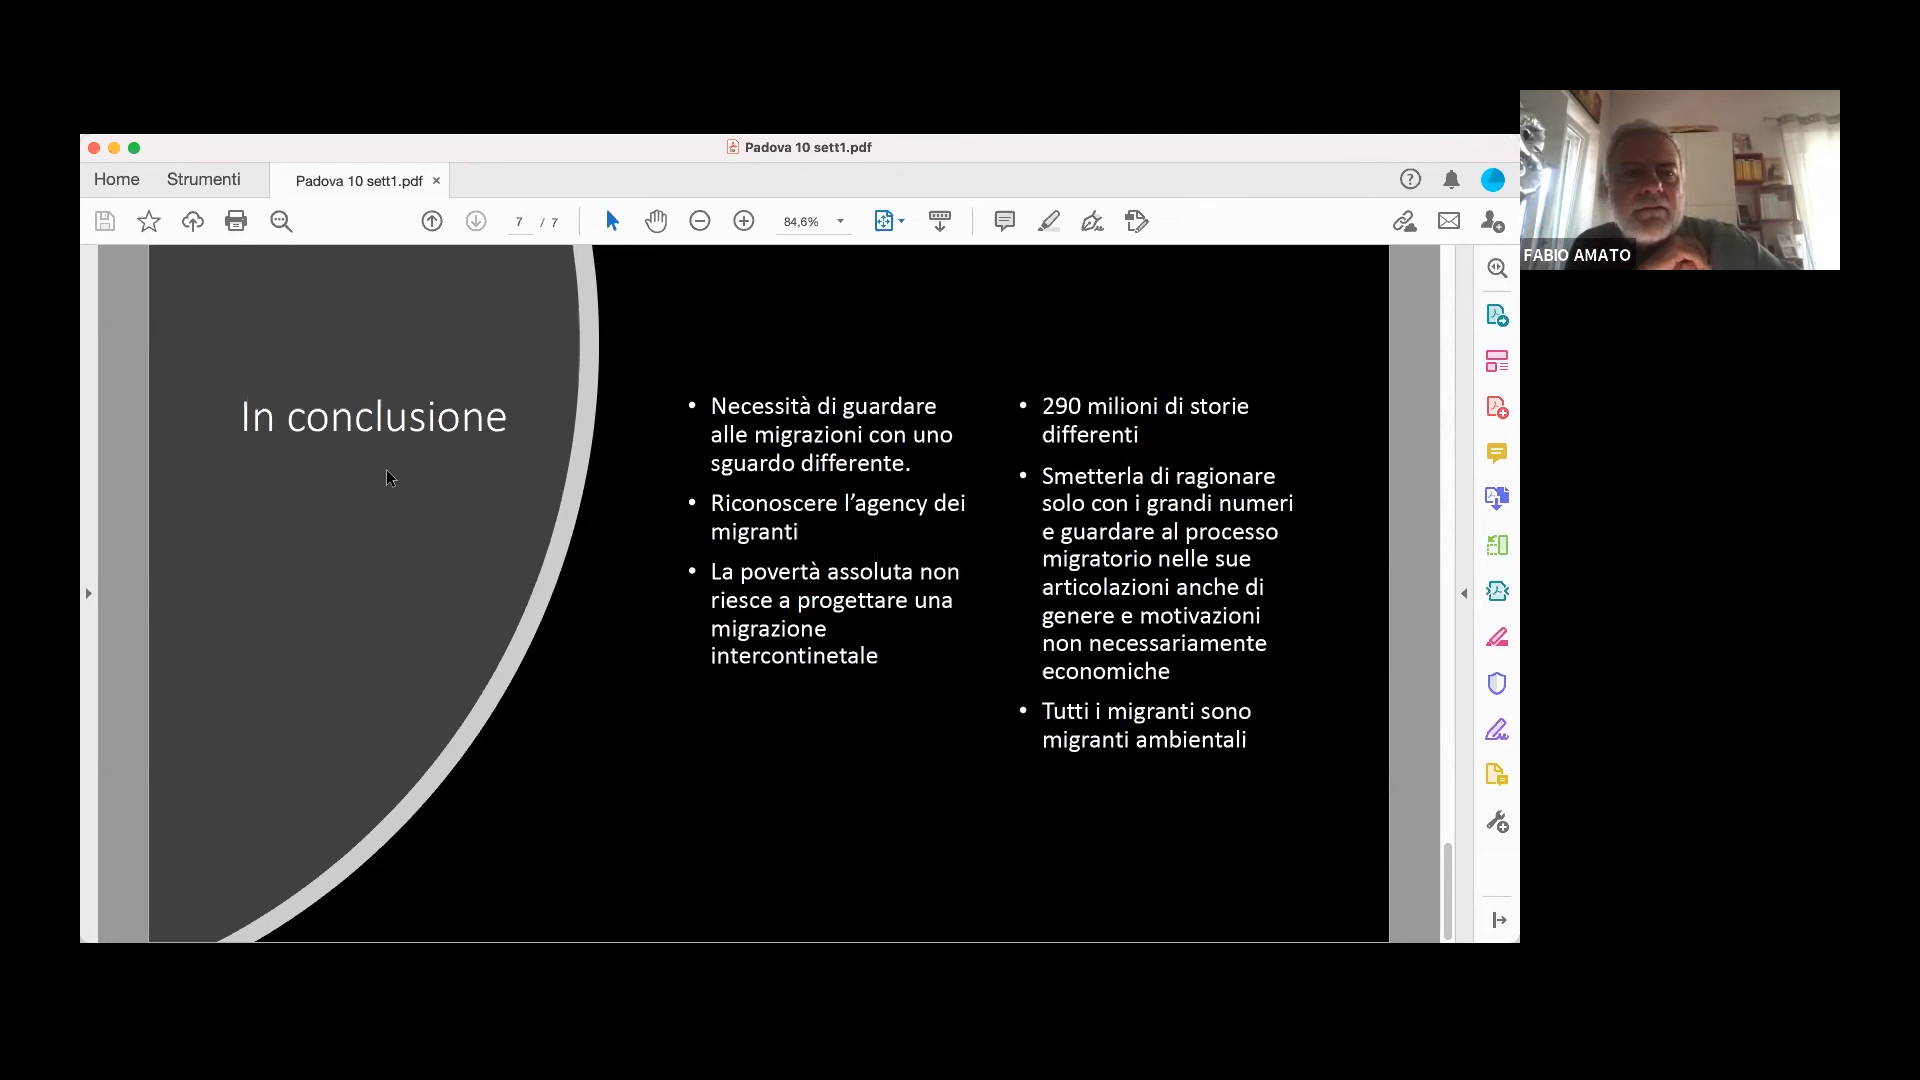 Padova 10 sett1.pdf
Home
Strumenti
Padova 10 sett1.pdf
7 / 7
84,6%
In conclusione
• Necessità di guardare
alle migrazioni con uno
sguardo differente.
• Riconoscere l’agency dei
migranti
• La povertà assoluta non
riesce a progettare una
migrazione
intercontinetale
• 290 milioni di storie
differenti
• Smetterla di ragionare
solo con i grandi numeri
e guardare al processo
migratorio nelle sue
articolazioni anche di
genere e motivazioni
non necessariamente
economiche
• Tutti i migranti sono
migranti ambientali
FABIO AMATO